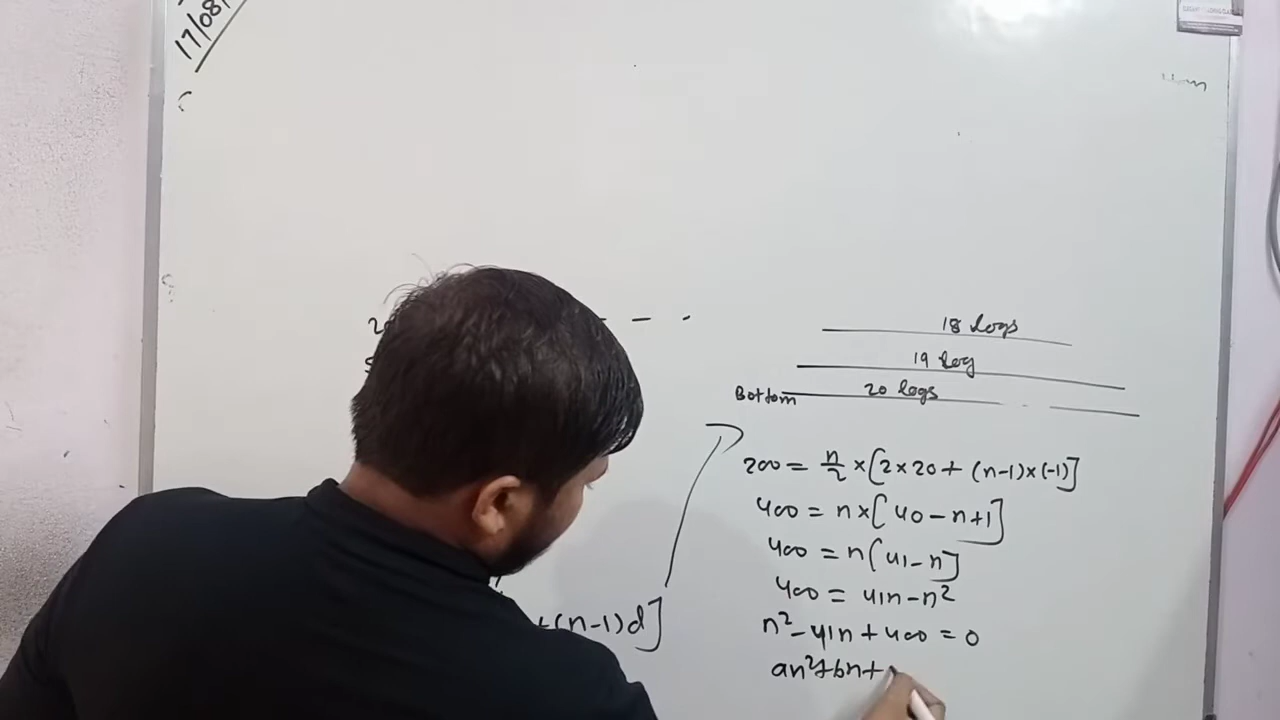 17/08/
2
18 logs
19 log
20 logs
Bottom
200 = n/2 × [2×20 + (n-1)×(-1)]
400 = n×[40-n+1]
400 = n[41-n]
400 = 41n-n²
+(n-1)d]
n²-41n+400 = 0
an²+bn+